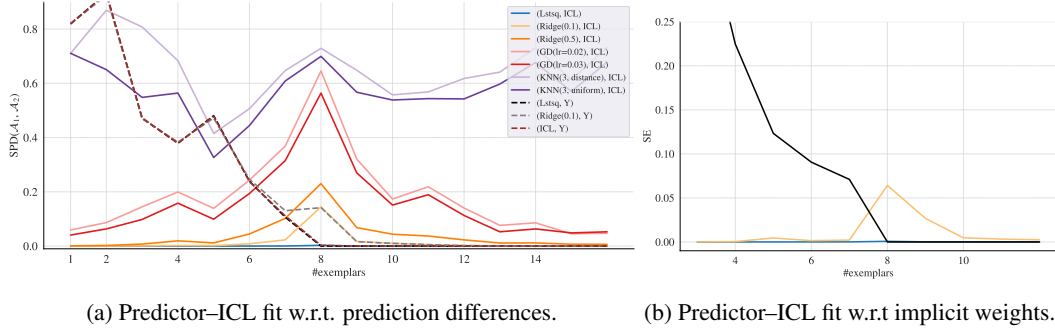 0.8
0.6
0.4
0.2
0.0
SPD(𝒜₁, 𝒜₂)
1 2 4 6 8 10 12 14
#exemplars
(Lstsq, ICL)
(Ridge(0.1), ICL)
(Ridge(0.5), ICL)
(GD(lr=0.02), ICL)
(GD(lr=0.03), ICL)
(KNN(3, distance), ICL)
(KNN(3, uniform), ICL)
(Lstsq, Y)
(Ridge(0.1), Y)
(ICL, Y)
(a) Predictor–ICL fit w.r.t. prediction differences.
0.25
0.20
0.15
0.10
0.05
0.00
SE
4 6 8 10
#exemplars
(b) Predictor–ICL fit w.r.t implicit weights.